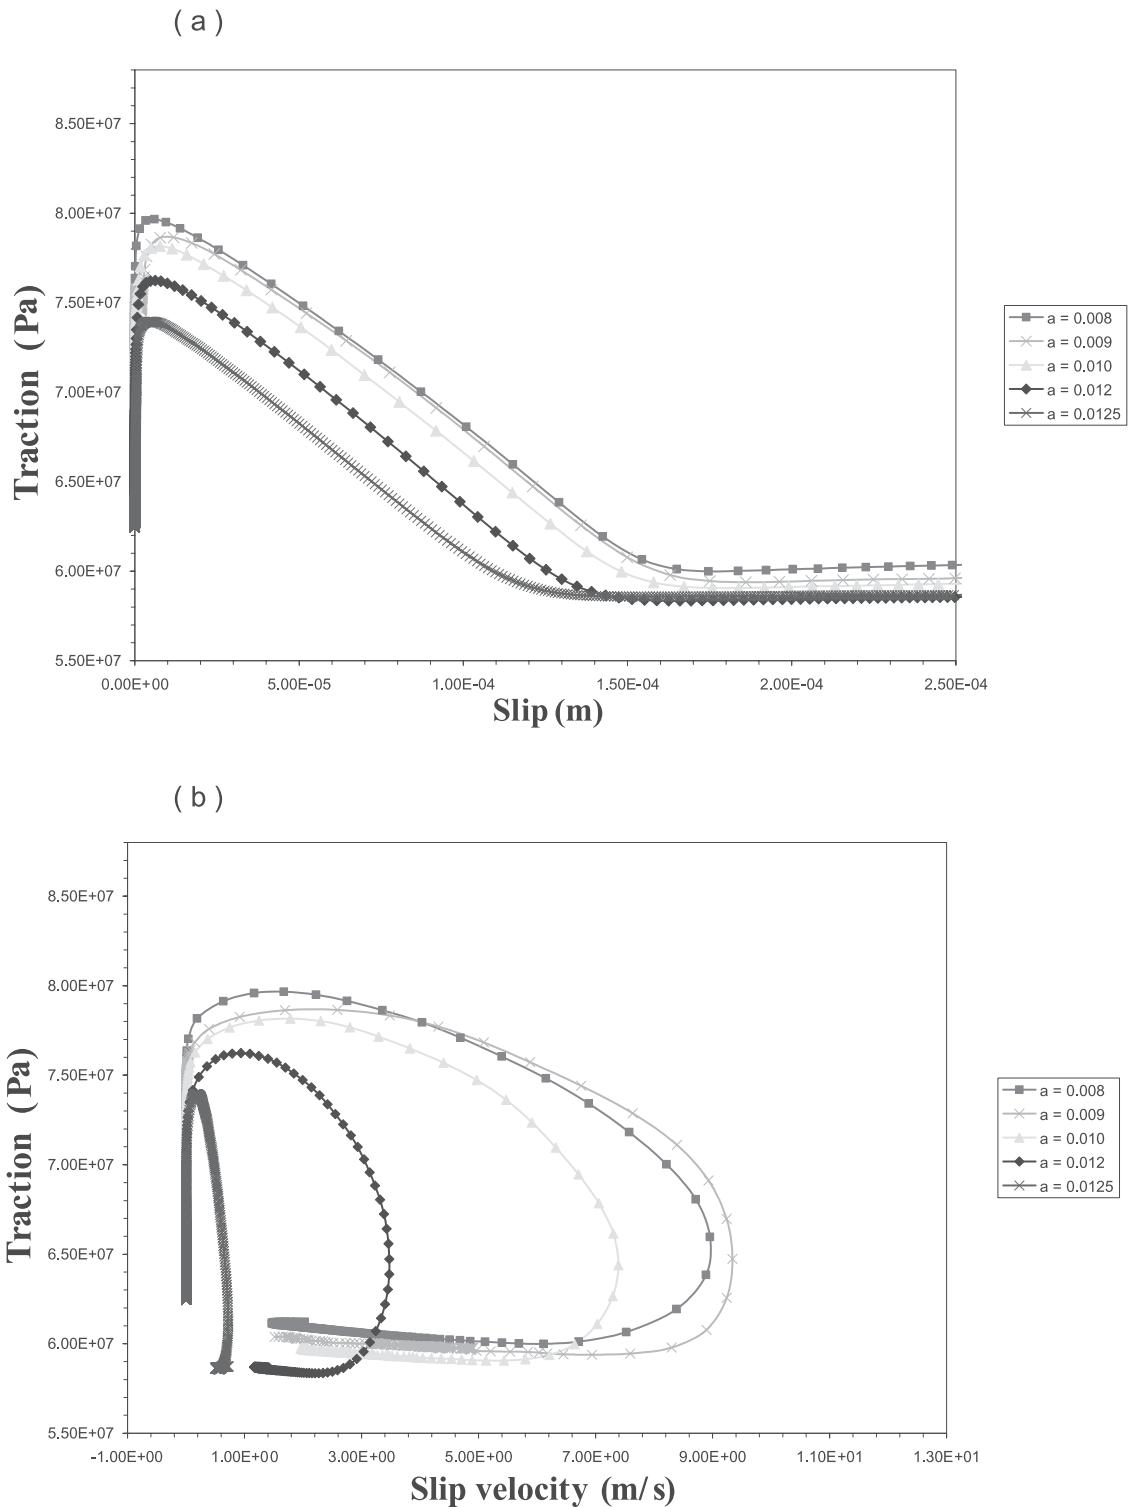 ( a )
8.50E+07
8.00E+07
7.50E+07
7.00E+07
6.50E+07
6.00E+07
5.50E+07
Traction (Pa)
0.00E+00 5.00E-05 1.00E-04 1.50E-04 2.00E-04 2.50E-04
Slip (m)
a = 0.008
a = 0.009
a = 0.010
a = 0.012
a = 0.0125
( b )
8.50E+07
8.00E+07
7.50E+07
7.00E+07
6.50E+07
6.00E+07
5.50E+07
Traction (Pa)
-1.00E+00 1.00E+00 3.00E+00 5.00E+00 7.00E+00 9.00E+00 1.10E+01 1.30E+01
Slip velocity (m/s)
a = 0.008
a = 0.009
a = 0.010
a = 0.012
a = 0.0125